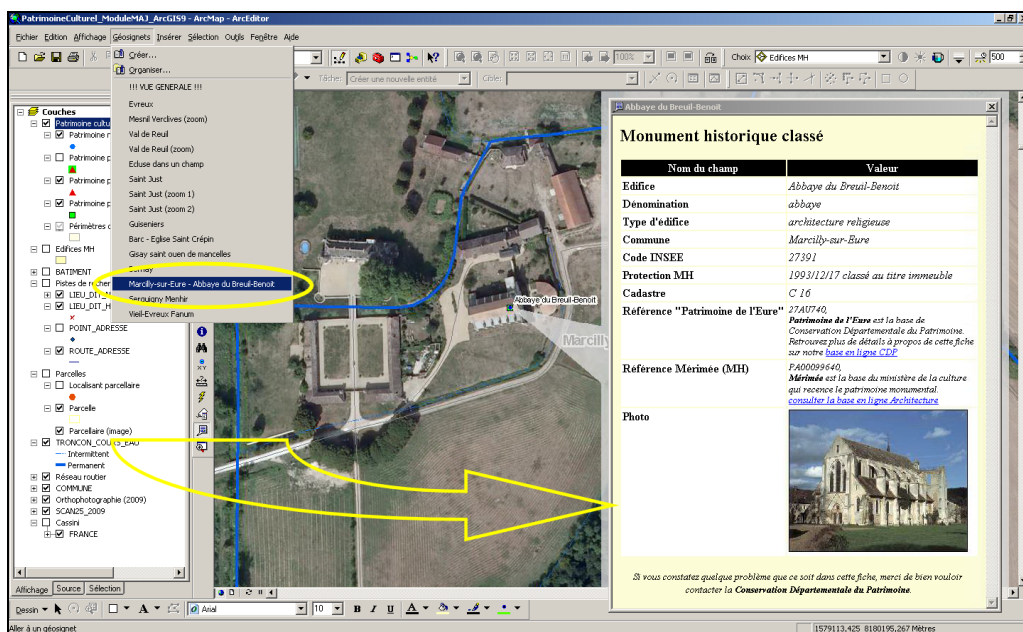 PatrimoineCulturel_ModuleMAJ_ArcGIS9 - ArcMap - ArcEditor
Fichier Edition Affichage Géosignets Insérer Sélection Outils Fenêtre Aide
Créer...
Organiser...
!!! VUE GENERALE !!!
Evreux
Mesnil Verclives (zoom)
Val de Reuil
Val de Reuil (zoom)
Ecluse dans un champ
Saint Just
Saint Just (zoom 1)
Saint Just (zoom 2)
Guiseniers
Barc - Eglise Saint Crépin
Gisay saint ouen de mancelles
Marcilly-sur-Eure - Abbaye du Breuil-Benoit
Serquigny Menhir
Vieil-Evreux Fanum
100%
Choix
Edifices MH
500
Tâche: Créer une nouvelle entité
Cible:
Couches
Patrimoine cultu
Patrimoine r
Patrimoine p
Patrimoine p
Patrimoine p
Périmètres d
Edifices MH
BATIMENT
Pistes de recher
LIEU_DIT_
LIEU_DIT_H
POINT_ADRESSE
ROUTE_ADRESSE
Parcelles
Localisant parcellaire
Parcelle
Parcellaire (image)
TRONCON_COURS_EAU
Intermittent
Permanent
Réseau routier
COMMUNE
Orthophotographie (2009)
SCAN25_2009
Cassini
FRANCE
Affichage Source Sélection
Abbaye du Breuil-Benoit
Marcilly
Abbaye du Breuil-Benoit
Monument historique classé
Nom du champ Valeur
Edifice Abbaye du Breuil-Benoit
Dénomination abbaye
Type d'édifice architecture religieuse
Commune Marcilly-sur-Eure
Code INSEE 27391
Protection MH 1993/12/17 classé au titre immeuble
Cadastre C 16
Référence "Patrimoine de l'Eure" 27AU740,
Patrimoine de l'Eure est la base de
Conservation Départementale du Patrimoine.
Retrouvez plus de détails à propos de cette fiche
sur notre base en ligne CDP
Référence Mérimée (MH) PA00099640,
Mérimée est la base du ministère de la culture
qui recence le patrimoine monumental.
consulter la base en ligne Architecture
Photo
Si vous constatez quelque problème que ce soit dans cette fiche, merci de bien vouloir
contacter la Conservation Départementale du Patrimoine.
Dessin
A
Arial
10
B I U A
Aller à un géosignet
1579113,425 8180195,267 Mètres